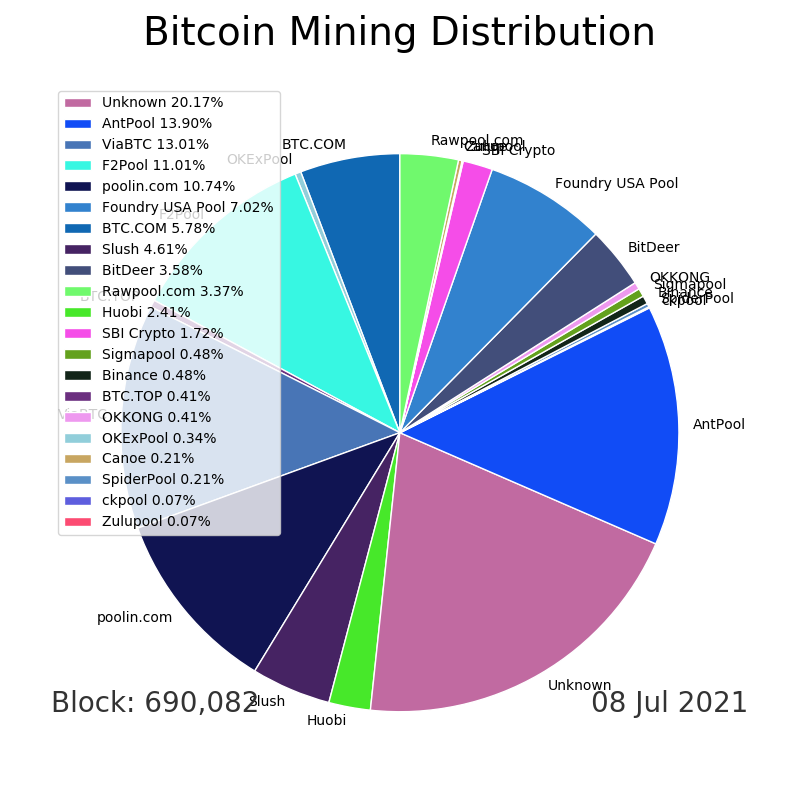 Bitcoin Mining Distribution
Unknown 20.17%
AntPool 13.90%
ViaBTC 13.01%
F2Pool 11.01%
poolin.com 10.74%
Foundry USA Pool 7.02%
BTC.COM 5.78%
Slush 4.61%
BitDeer 3.58%
Rawpool.com 3.37%
Huobi 2.41%
SBI Crypto 1.72%
Sigmapool 0.48%
Binance 0.48%
BTC.TOP 0.41%
OKKONG 0.41%
OKExPool 0.34%
Canoe 0.21%
SpiderPool 0.21%
ckpool 0.07%
Zulupool 0.07%
BTC.COM
OKExPool
F2Pool
BTC.TOP
ViaBTC
poolin.com
Slush
Huobi
Unknown
AntPool
ckpool
SpiderPool
Binance
Sigmapool
OKKONG
BitDeer
Foundry USA Pool
SBI Crypto
Rawpool.com
Block: 690,082
08 Jul 2021